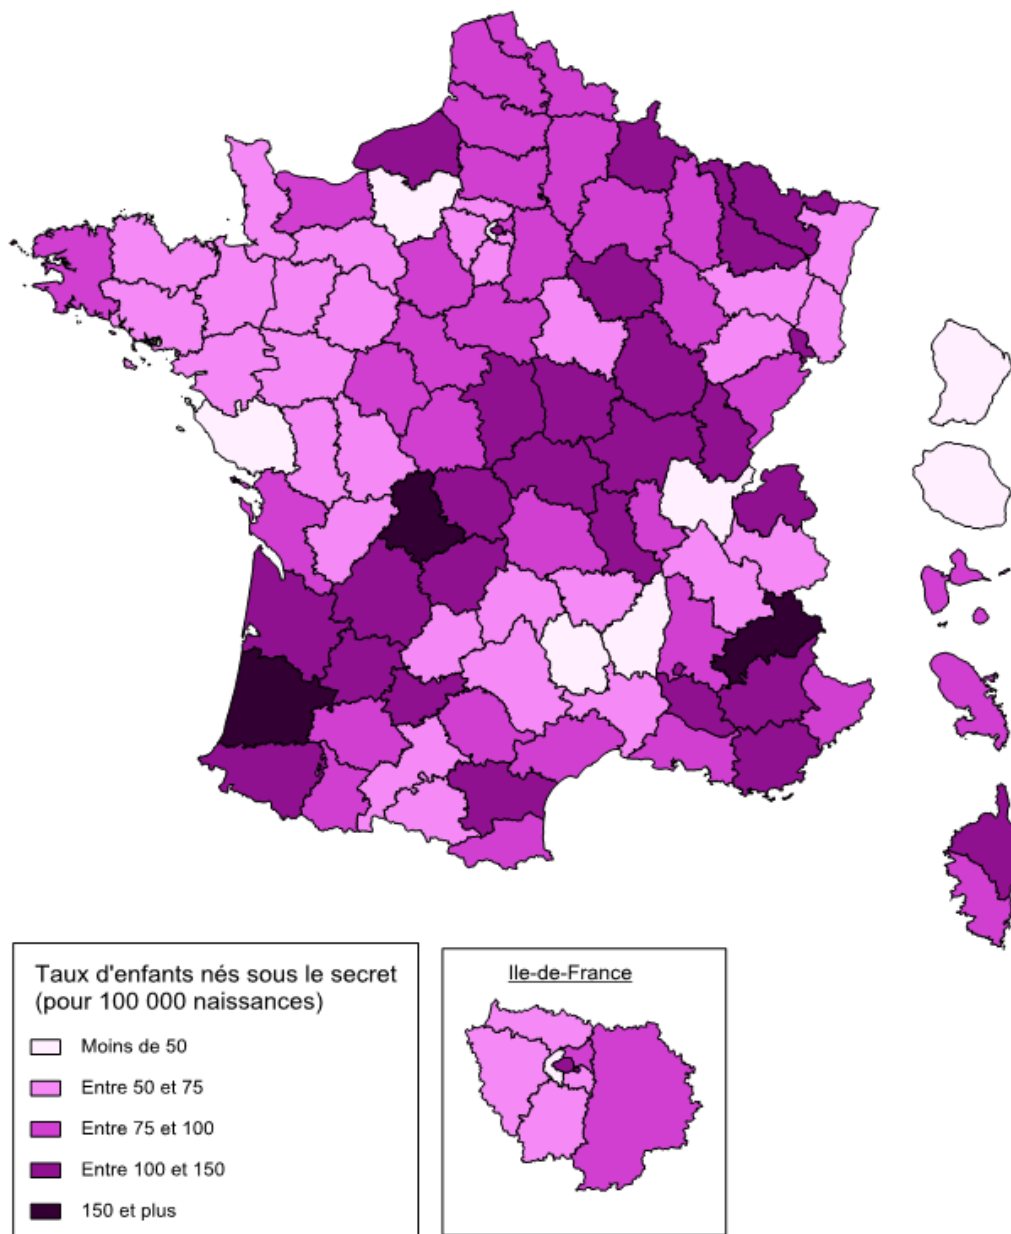 Taux d'enfants nés sous le secret
(pour 100 000 naissances)
Moins de 50
Entre 50 et 75
Entre 75 et 100
Entre 100 et 150
150 et plus
Ile-de-France